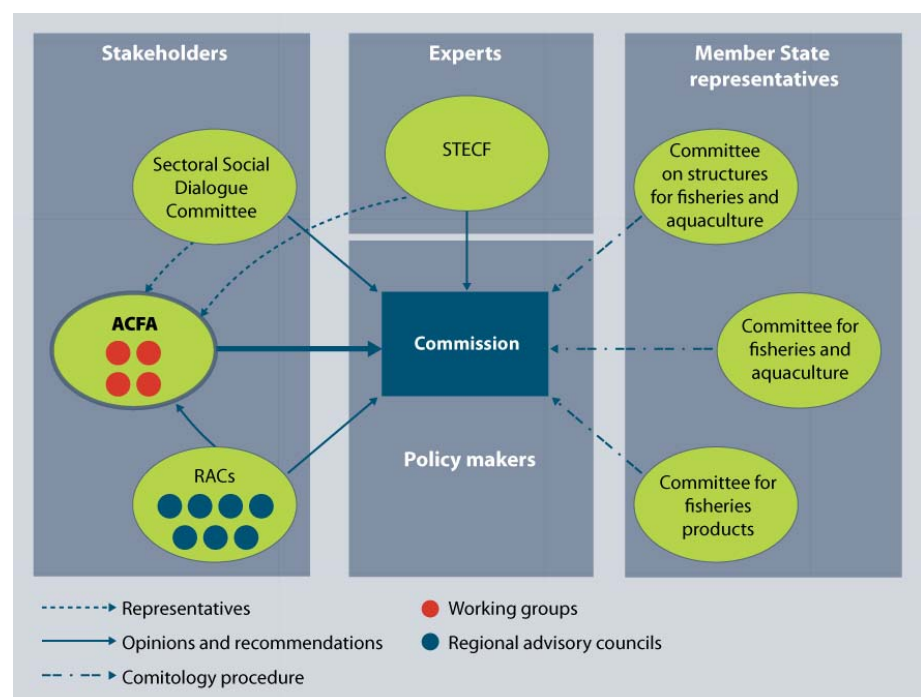 Stakeholders
Experts
Member State
representatives
Sectoral Social
Dialogue
Committee
STECF
Committee
on structures
for fisheries and
aquaculture
ACFA
Commission
Committee for
fisheries and
aquaculture
Policy makers
RACs
Committee for
fisheries
products
Representatives
Opinions and recommendations
Comitology procedure
Working groups
Regional advisory councils